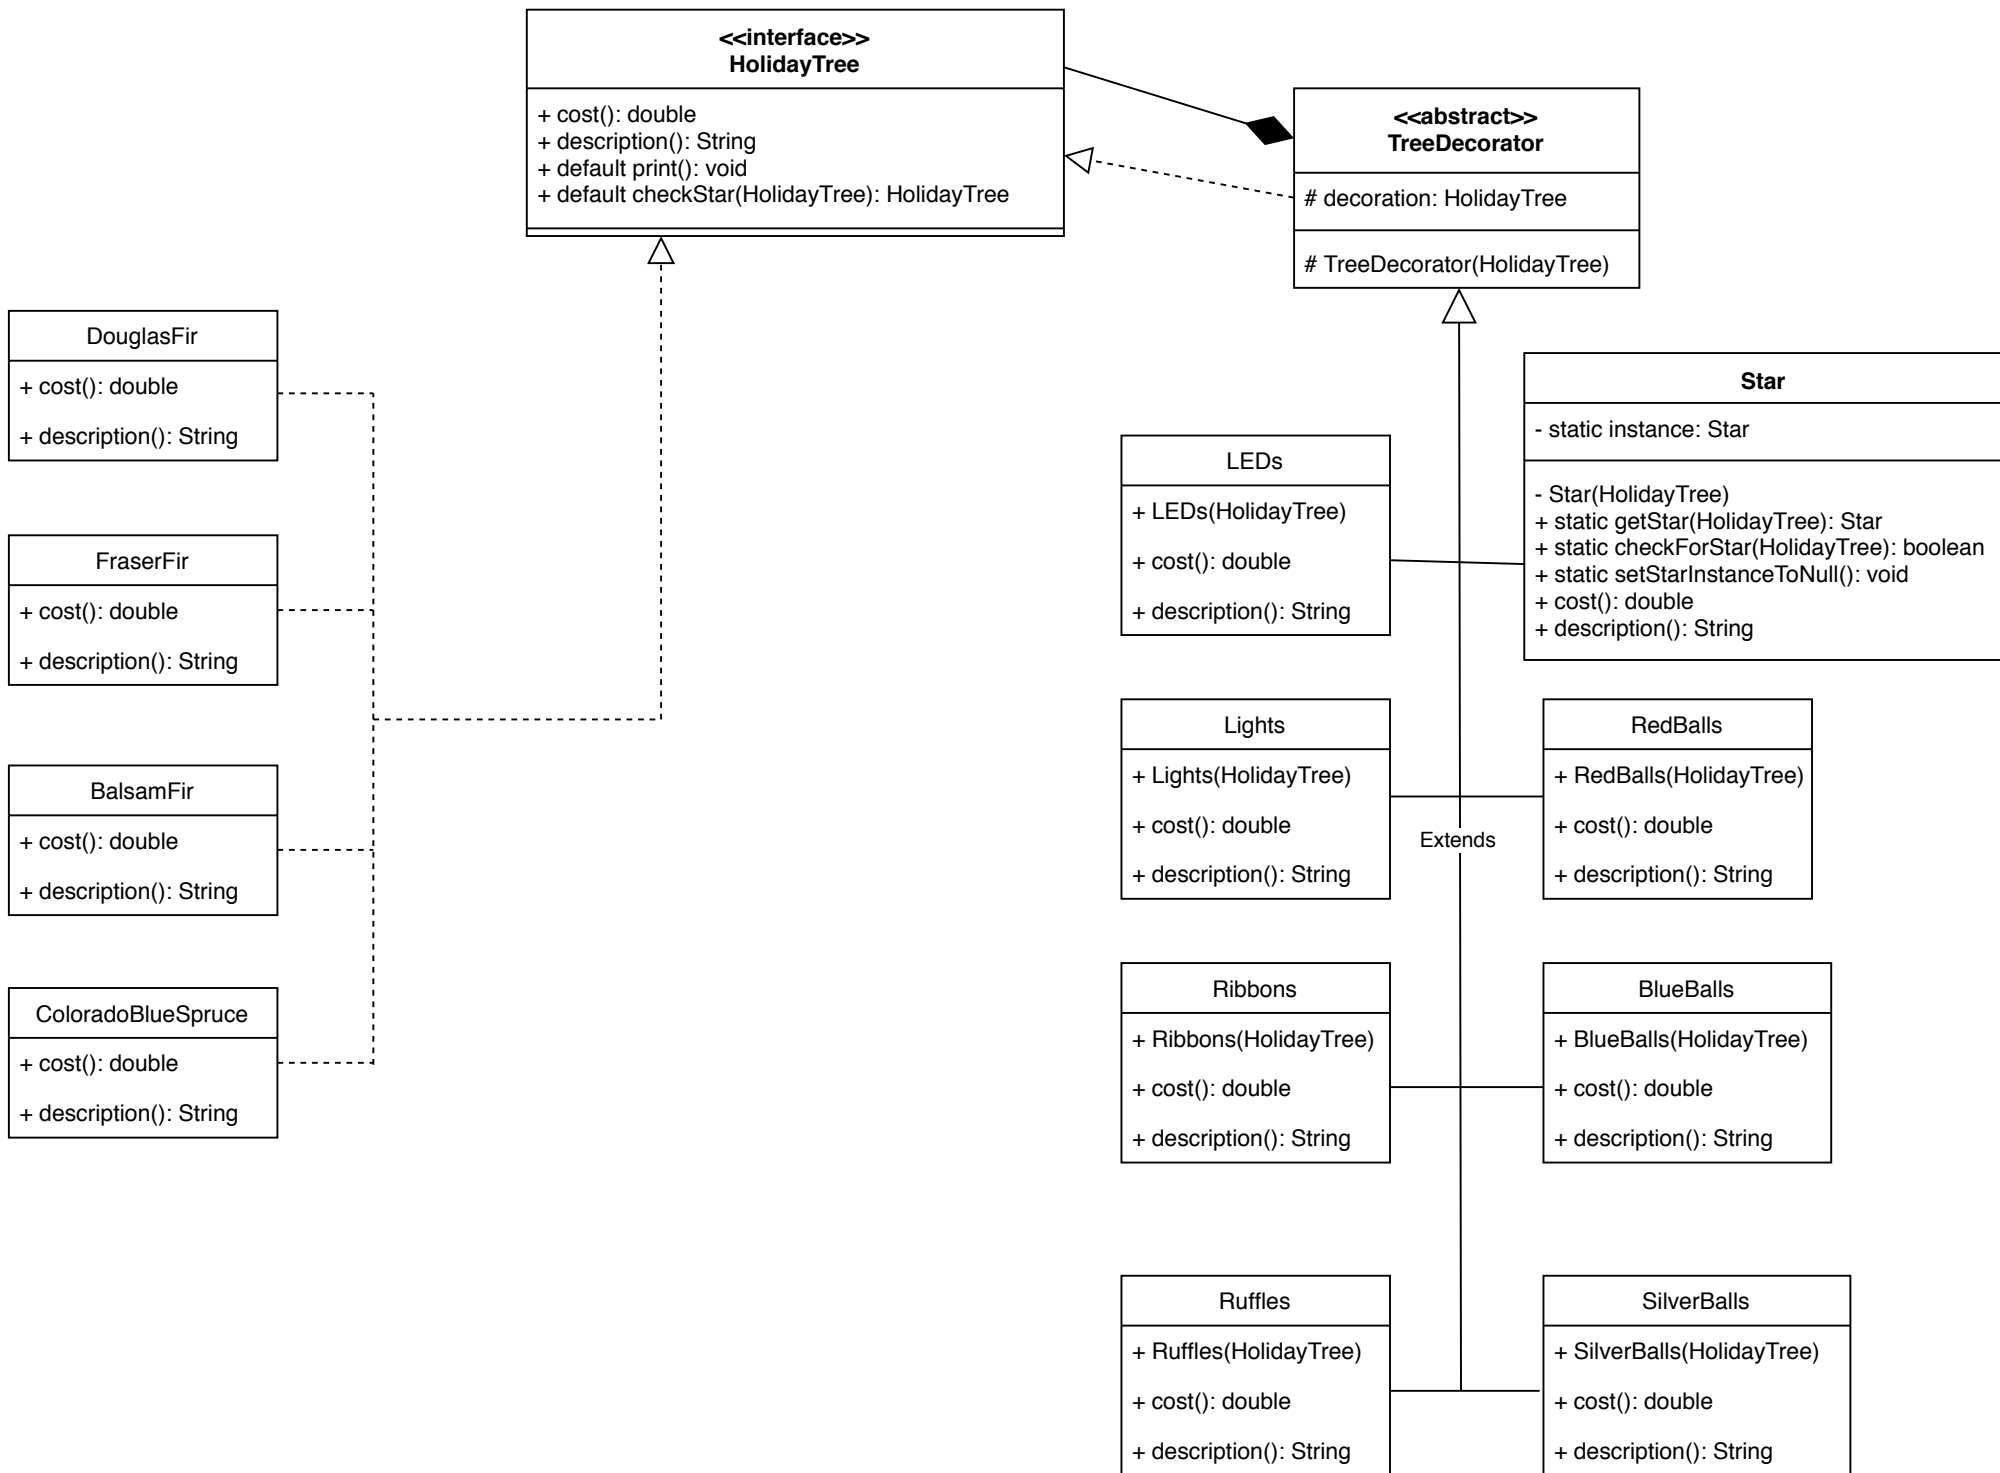 <<interface>>
HolidayTree
+ cost(): double
+ description(): String
+ default print(): void
+ default checkStar(HolidayTree): HolidayTree
<<abstract>>
TreeDecorator
# decoration: HolidayTree
# TreeDecorator(HolidayTree)
DouglasFir
+ cost(): double
+ description(): String
FraserFir
+ cost(): double
+ description(): String
BalsamFir
+ cost(): double
+ description(): String
ColoradoBlueSpruce
+ cost(): double
+ description(): String
Star
- static instance: Star
- Star(HolidayTree)
+ static getStar(HolidayTree): Star
+ static checkForStar(HolidayTree): boolean
+ static setStarInstanceToNull(): void
+ cost(): double
+ description(): String
LEDs
+ LEDs(HolidayTree)
+ cost(): double
+ description(): String
Lights
+ Lights(HolidayTree)
+ cost(): double
+ description(): String
Extends
RedBalls
+ RedBalls(HolidayTree)
+ cost(): double
+ description(): String
Ribbons
+ Ribbons(HolidayTree)
+ cost(): double
+ description(): String
BlueBalls
+ BlueBalls(HolidayTree)
+ cost(): double
+ description(): String
Ruffles
+ Ruffles(HolidayTree)
+ cost(): double
+ description(): String
SilverBalls
+ SilverBalls(HolidayTree)
+ cost(): double
+ description(): String